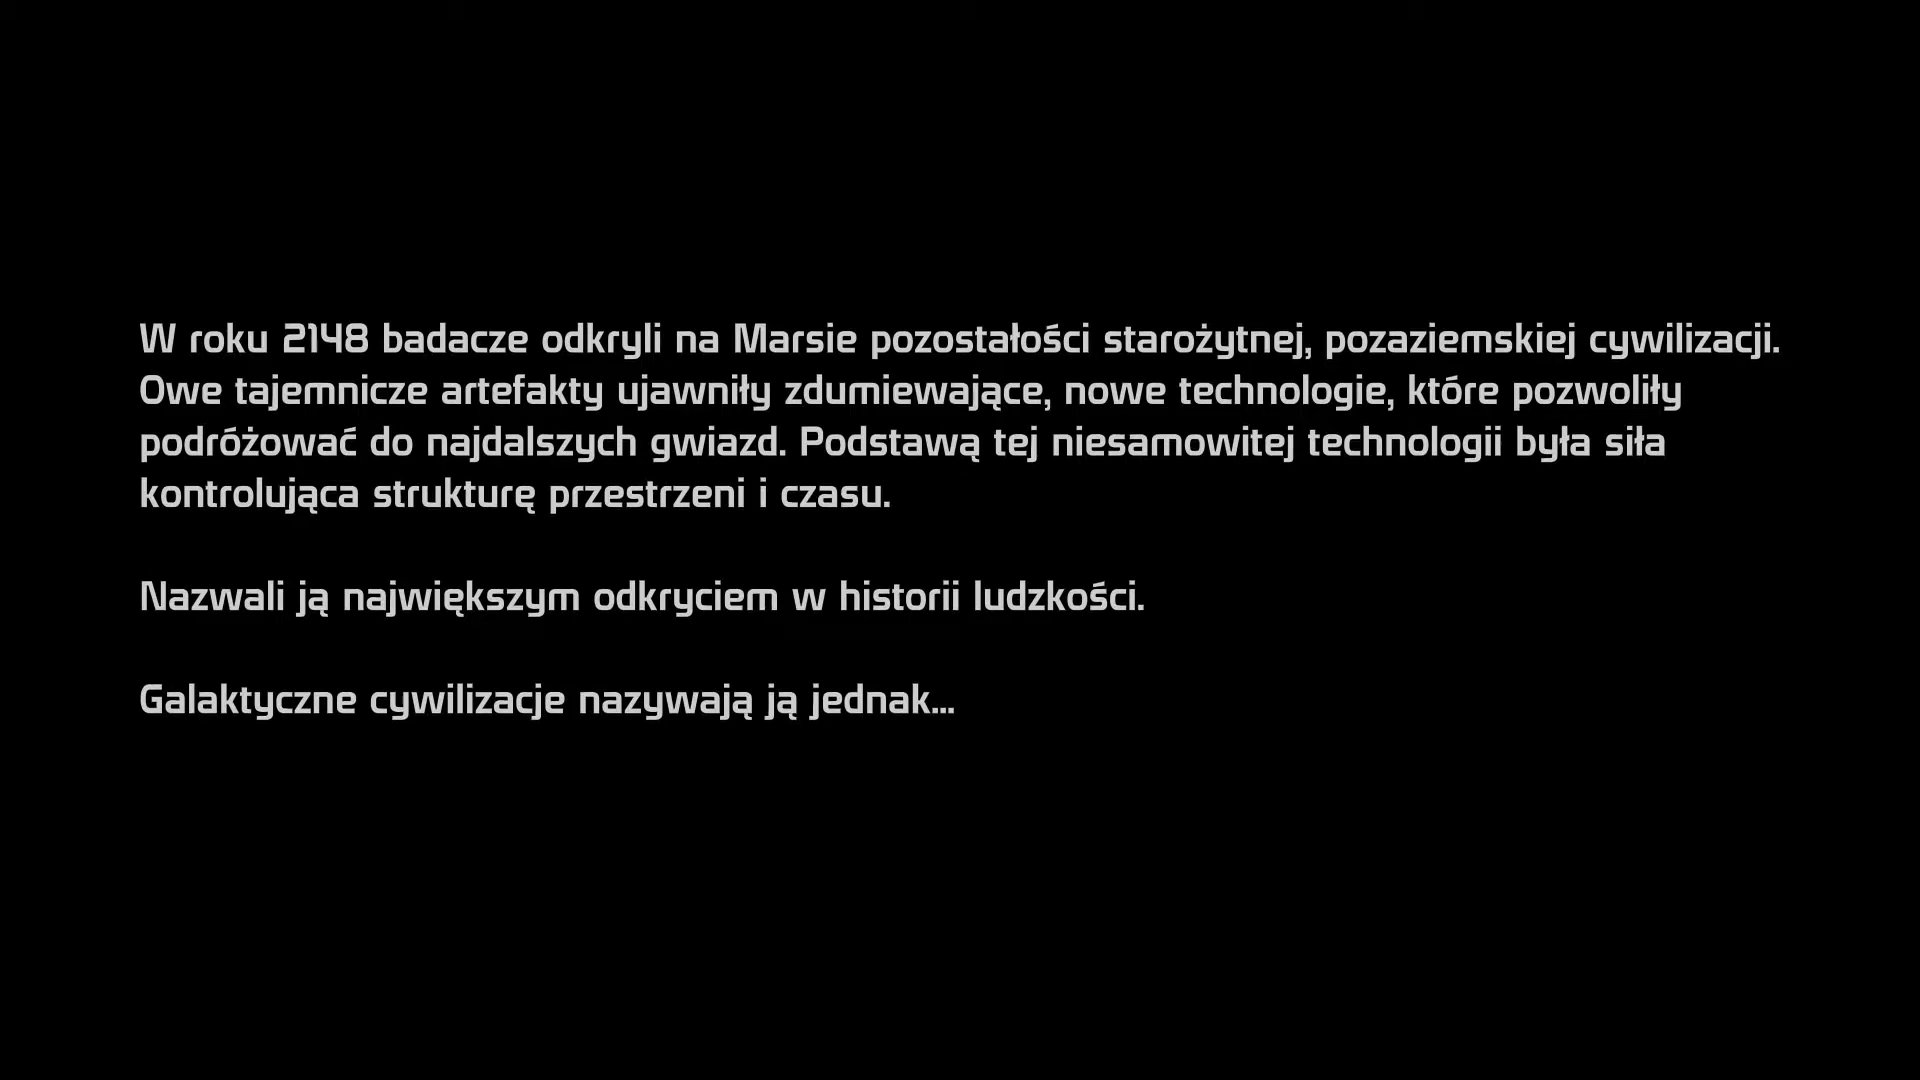 W roku 2148 badacze odkryli na Marsie pozostałości starożytnej, pozaziemskiej cywilizacji.
Owe tajemnicze artefakty ujawniły zdumiewające, nowe technologie, które pozwoliły
podróżować do najdalszych gwiazd. Podstawą tej niesamowitej technologii była siła
kontrolująca strukturę przestrzeni i czasu.
Nazwali ją największym odkryciem w historii ludzkości.
Galaktyczne cywilizacje nazywają ją jednak...